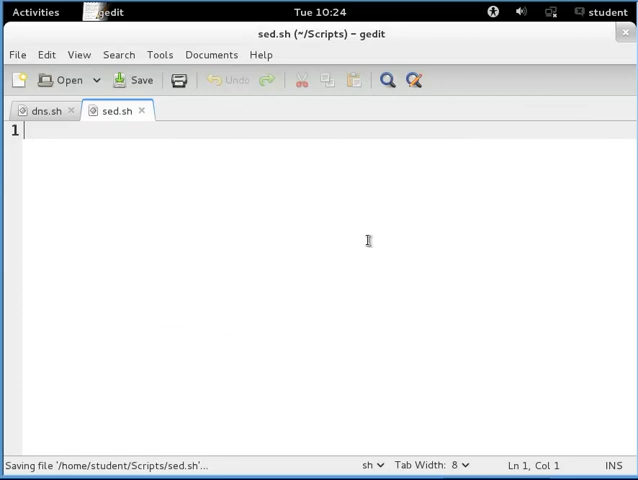 Activities gedit Tue 10:24 student
sed.sh (~/Scripts) – gedit
File Edit View Search Tools Documents Help
Open Save Undo
dns.sh sed.sh
1
Saving file '/home/student/Scripts/sed.sh'... sh Tab Width: 8 Ln 1, Col 1 INS